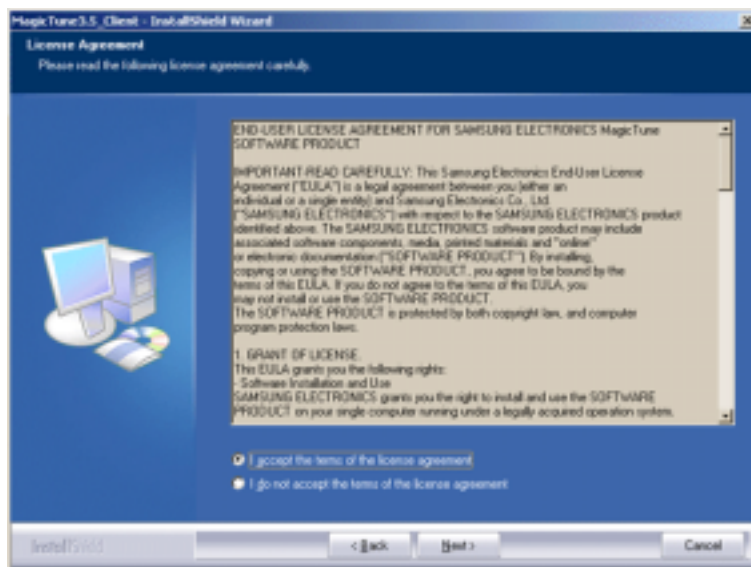 MagicTune3.5_Client - InstallShield Wizard
License Agreement
Please read the following license agreement carefully.
END-USER LICENSE AGREEMENT FOR SAMSUNG ELECTRONICS MagicTune
SOFTWARE PRODUCT
IMPORTANT-READ CAREFULLY: This Samsung Electronics End-User License
Agreement ("EULA") is a legal agreement between you (either an
individual or a single entity) and Samsung Electronics Co., Ltd.
("SAMSUNG ELECTRONICS") with respect to the SAMSUNG ELECTRONICS product
identified above. The SAMSUNG ELECTRONICS software product may include
associated software components, media, printed materials and "online"
or electronic documentation ("SOFTWARE PRODUCT"). By installing,
copying or using the SOFTWARE PRODUCT, you agree to be bound by the
terms of this EULA. If you do not agree to the terms of this EULA, you
may not install or use the SOFTWARE PRODUCT.
The SOFTWARE PRODUCT is protected by both copyright law, and computer
program protection laws.
1. GRANT OF LICENSE.
This EULA grants you the following rights:
- Software Installation and Use
SAMSUNG ELECTRONICS grants you the right to install and use the SOFTWARE
PRODUCT on your single computer running under a legally acquired operation system.
I accept the terms of the license agreement
I do not accept the terms of the license agreement
InstallShield
< Back
Next >
Cancel